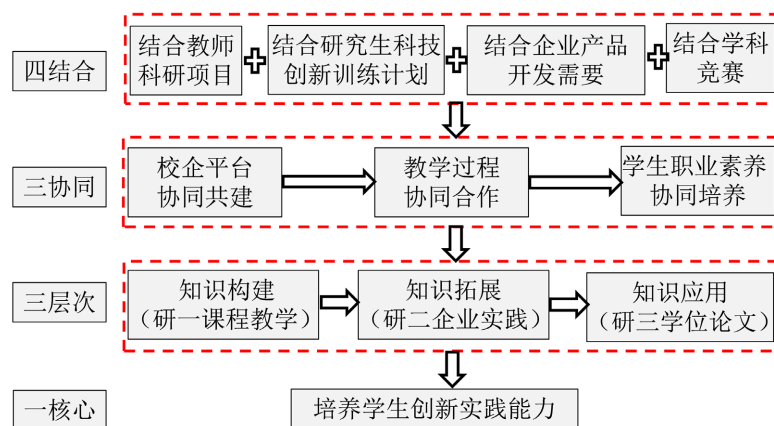 四结合
结合教师
科研项目
结合研究生科技
创新训练计划
结合企业产品
开发需要
结合学科
竞赛
三协同
校企平台
协同共建
教学过程
协同合作
学生职业素养
协同培养
三层次
知识构建
（研一课程教学）
知识拓展
（研二企业实践）
知识应用
（研三学位论文）
一核心
培养学生创新实践能力